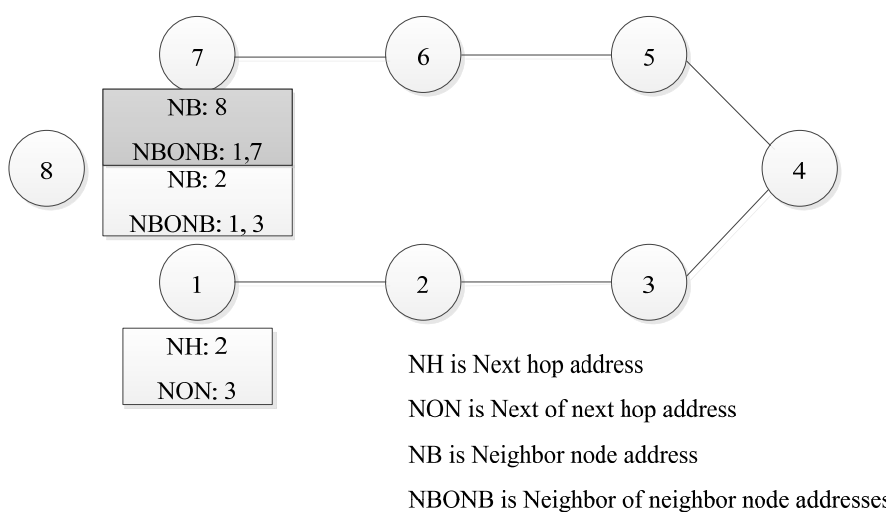 7
6
5
NB: 8
NBONB: 1,7
8
4
NB: 2
NBONB: 1, 3
1
2
3
NH: 2
NON: 3
NH is Next hop address
NON is Next of next hop address
NB is Neighbor node address
NBONB is Neighbor of neighbor node addresses